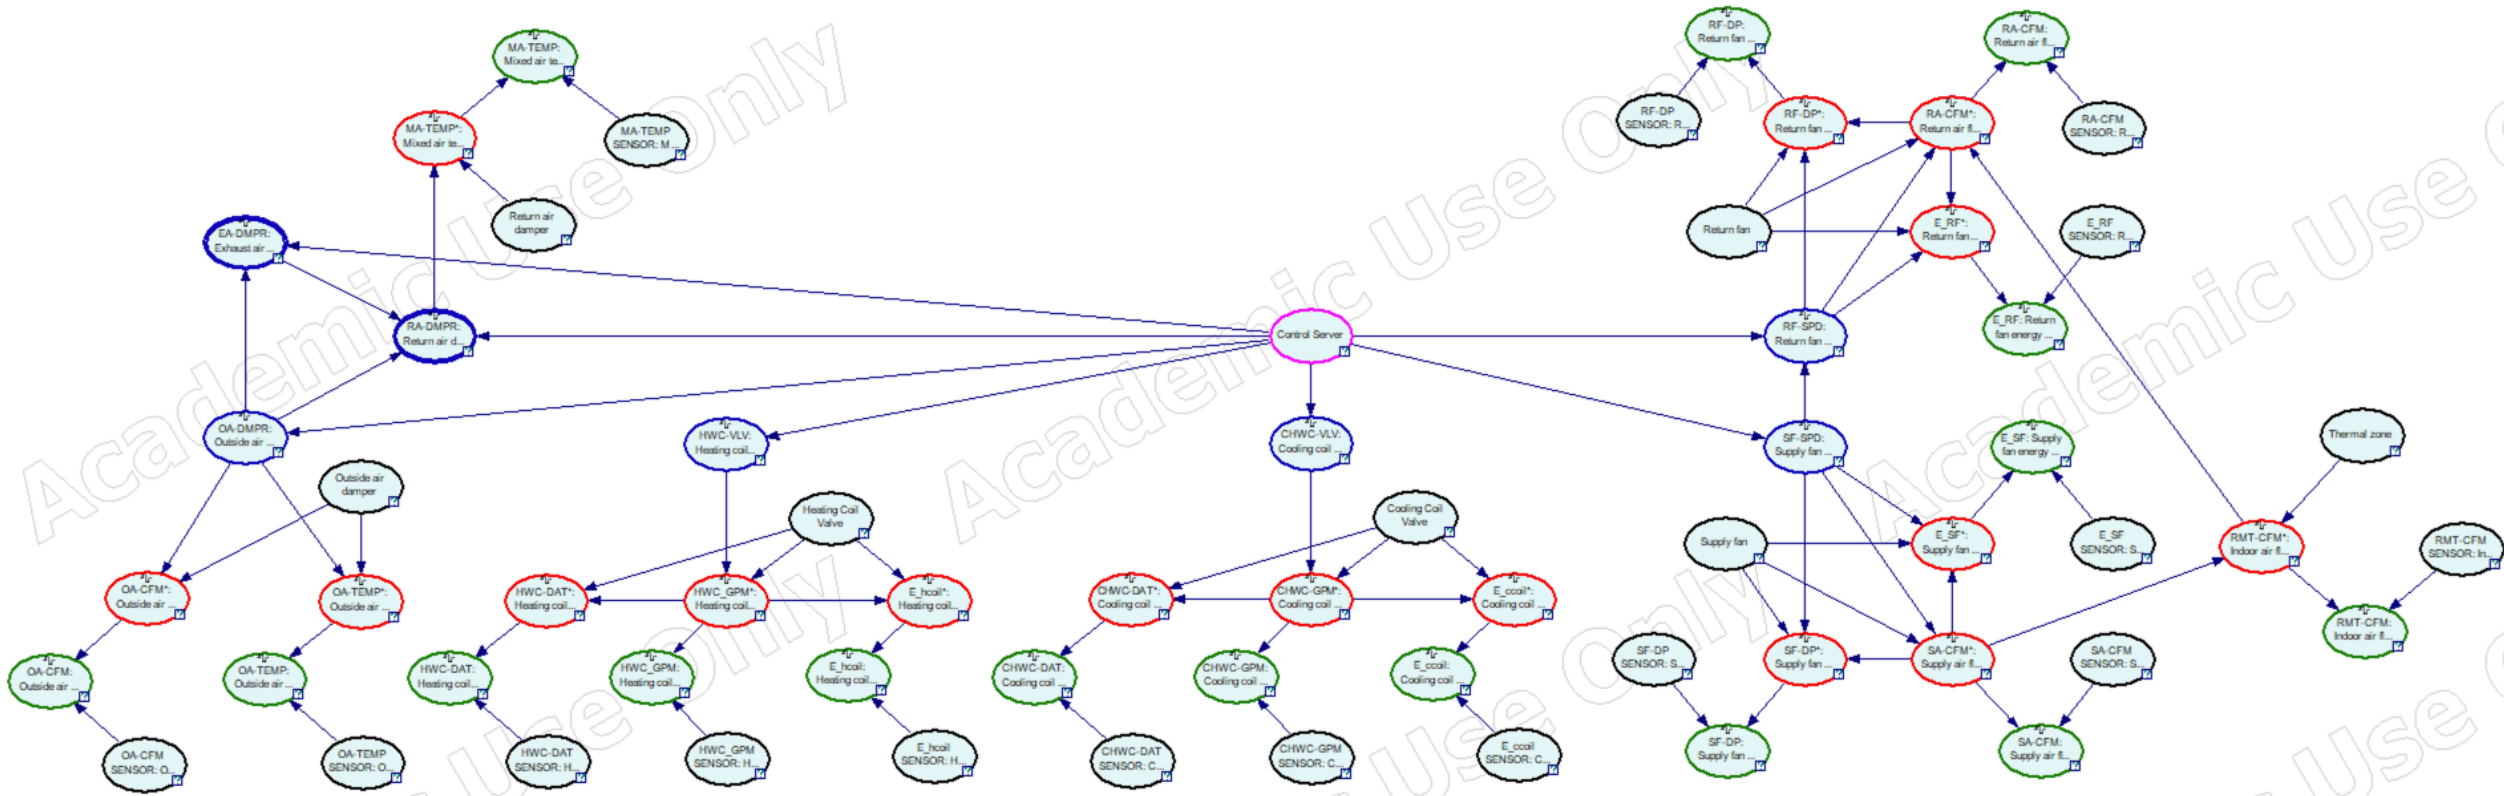 MA-TEMP:
Mixed air te...
MA-TEMP*:
Mixed air te...
MA-TEMP
SENSOR: M...
Return air
damper
EA-DMPR:
Exhaust air ...
RA-DMPR:
Return air d...
OA-DMPR:
Outside air ...
Outside air
damper
OA-CFM*:
Outside air ...
OA-TEMP*:
Outside air ...
OA-CFM:
Outside air ...
OA-TEMP:
Outside air ...
OA-CFM
SENSOR: O...
OA-TEMP
SENSOR: O...
Control Server
HWC-VLV:
Heating coil...
Heating Coil
Valve
HWC-DAT*:
Heating coil...
HWC_GPM*:
Heating coil...
E_hcoil*:
Heating coil...
HWC-DAT:
Heating coil...
HWC_GPM:
Heating coil...
E_hcoil:
Heating coil...
HWC-DAT
SENSOR: H...
HWC_GPM
SENSOR: H...
E_hcoil
SENSOR: H...
CHWC-VLV:
Cooling coil ...
Cooling Coil
Valve
CHWC-DAT*:
Cooling coil ...
CHWC-GPM*:
Cooling coil ...
E_ccoil*:
Cooling coil ...
CHWC-DAT:
Cooling coil ...
CHWC-GPM:
Cooling coil ...
E_ccoil:
Cooling coil ...
CHWC-DAT
SENSOR: C...
CHWC-GPM
SENSOR: C...
E_ccoil
SENSOR: C...
RF-DP:
Return fan ...
RA-CFM:
Return air fl...
RF-DP
SENSOR: R...
RF-DP*:
Return fan ...
RA-CFM*:
Return air fl...
RA-CFM
SENSOR: R...
Return fan
E_RF*:
Return fan...
E_RF
SENSOR: R...
RF-SPD:
Return fan ...
E_RF: Return
fan energy ...
SF-SPD:
Supply fan ...
E_SF: Supply
fan energy ...
Thermal zone
Supply fan
E_SF*:
Supply fan ...
E_SF
SENSOR: S...
RMT-CFM*:
Indoor air fl...
RMT-CFM
SENSOR: In...
RMT-CFM:
Indoor air fl...
SF-DP
SENSOR: S...
SF-DP*:
Supply fan ...
SA-CFM*:
Supply air fl...
SA-CFM
SENSOR: S...
SF-DP:
Supply fan ...
SA-CFM:
Supply air fl...
Academic Use Only
Academic Use Only
Academic Use
Use Only
Use Only
Use